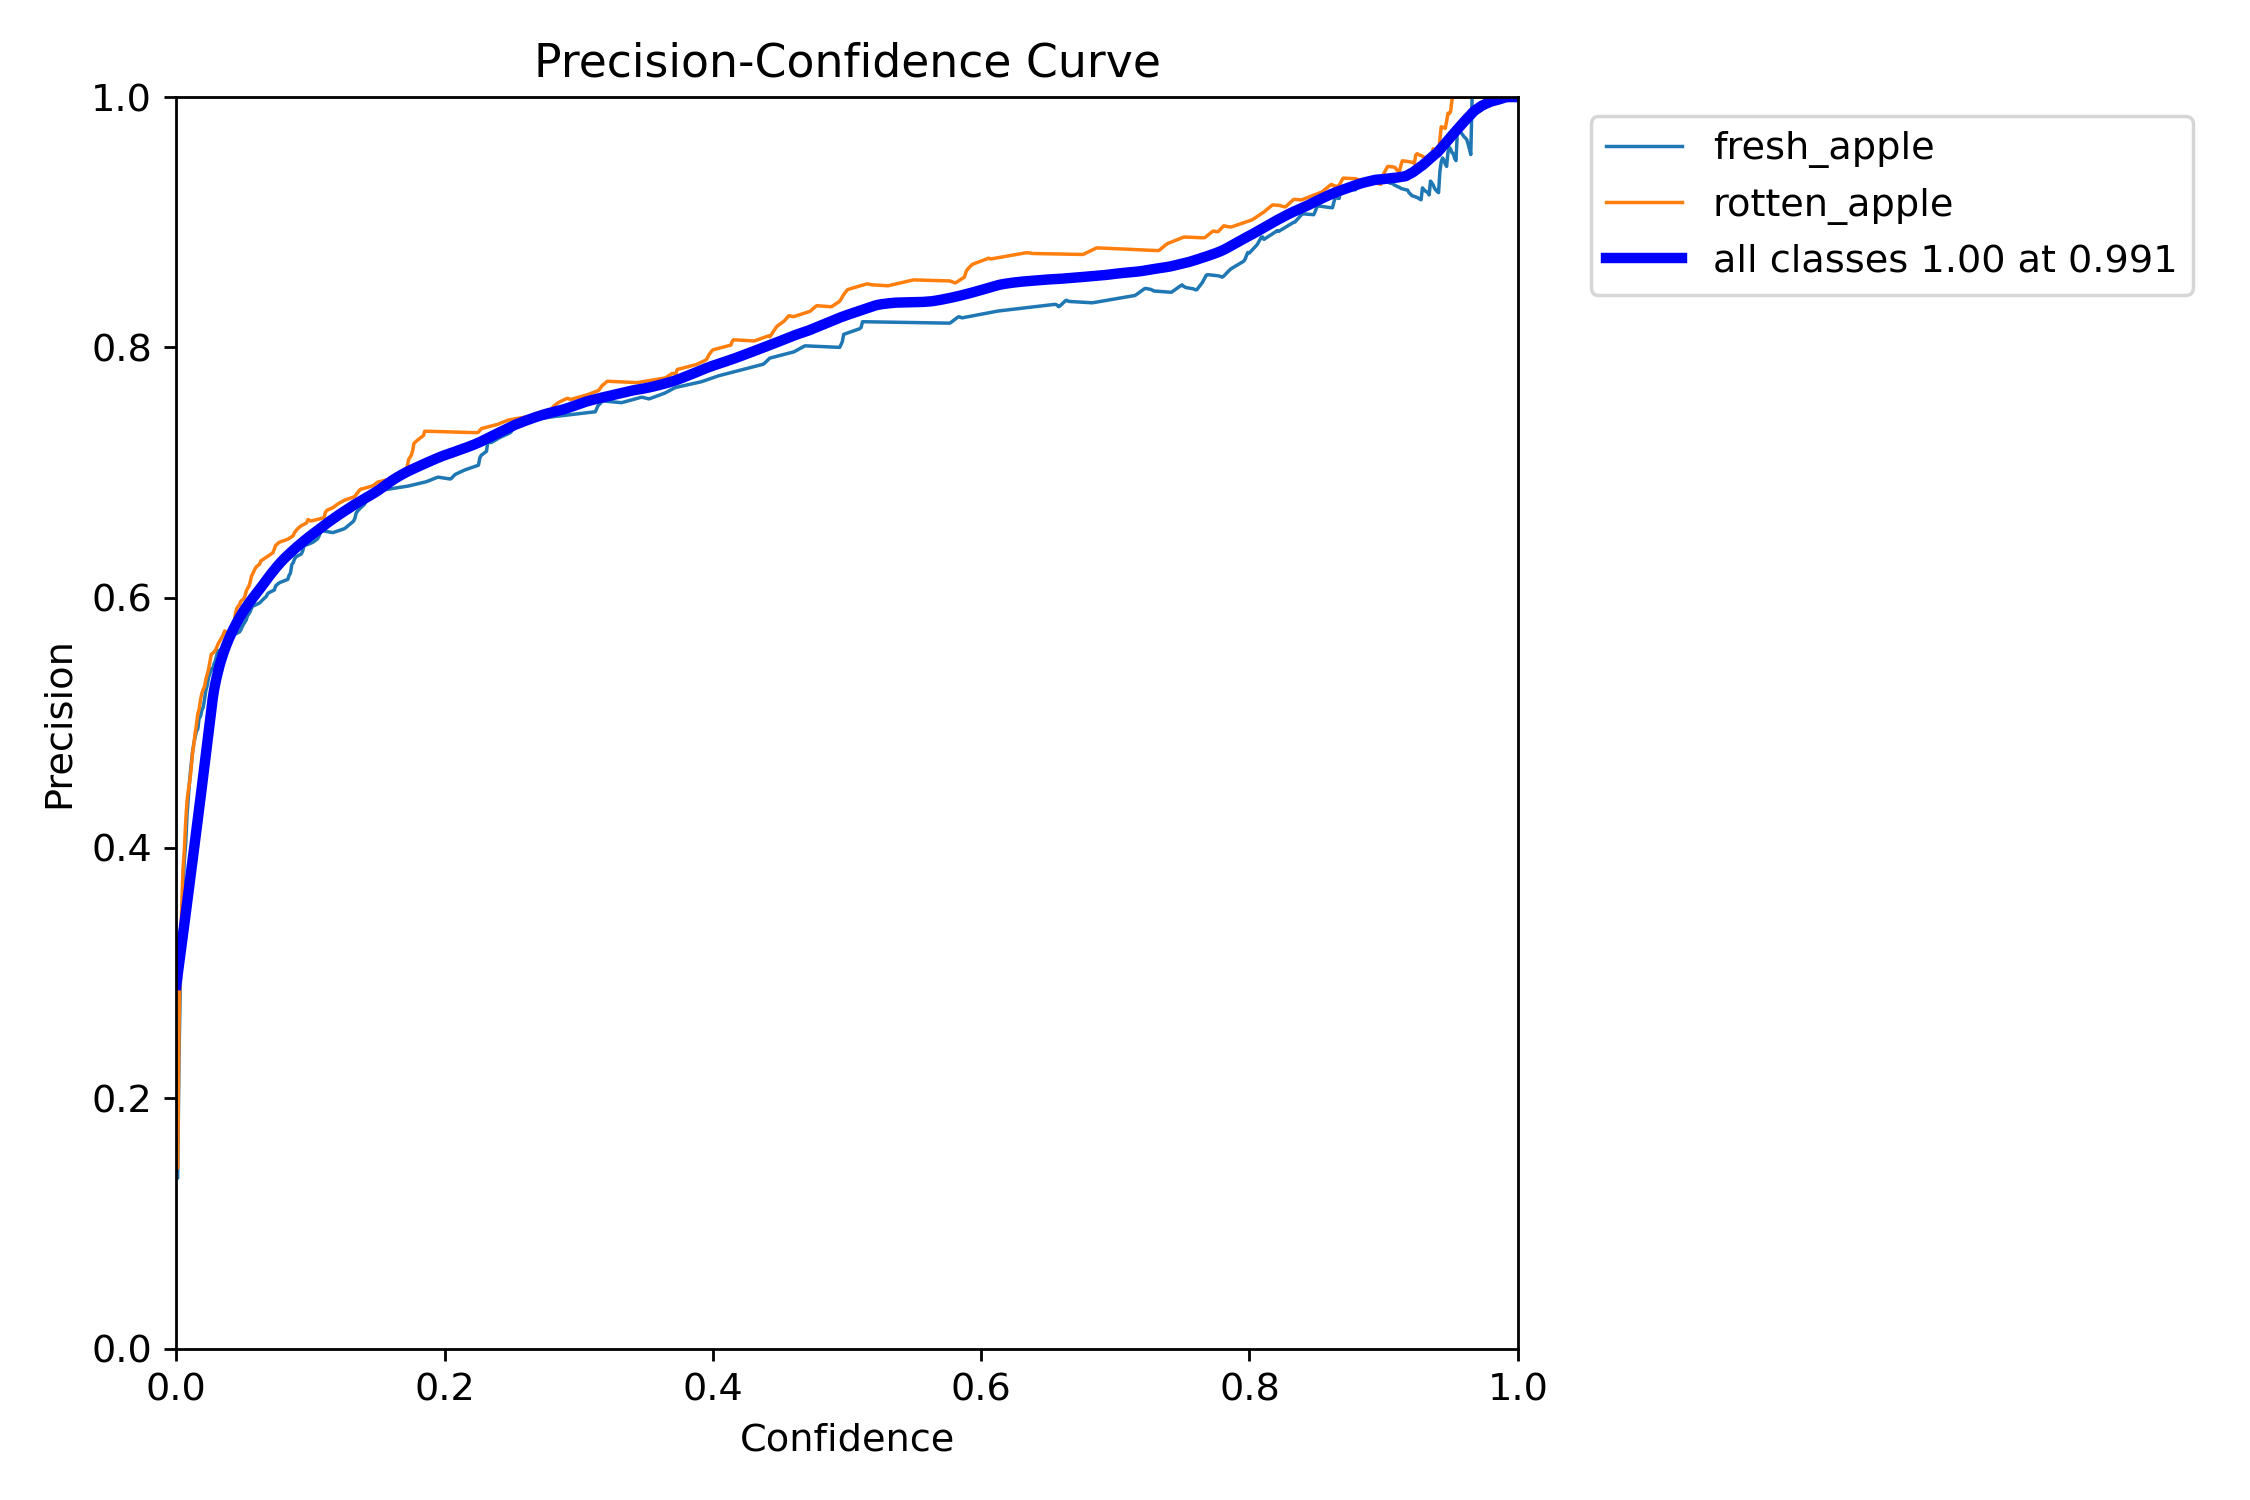 Precision-Confidence Curve
1.0
0.8
0.6
0.4
0.2
0.0
Precision
0.0 0.2 0.4 0.6 0.8 1.0
Confidence
fresh_apple
rotten_apple
all classes 1.00 at 0.991